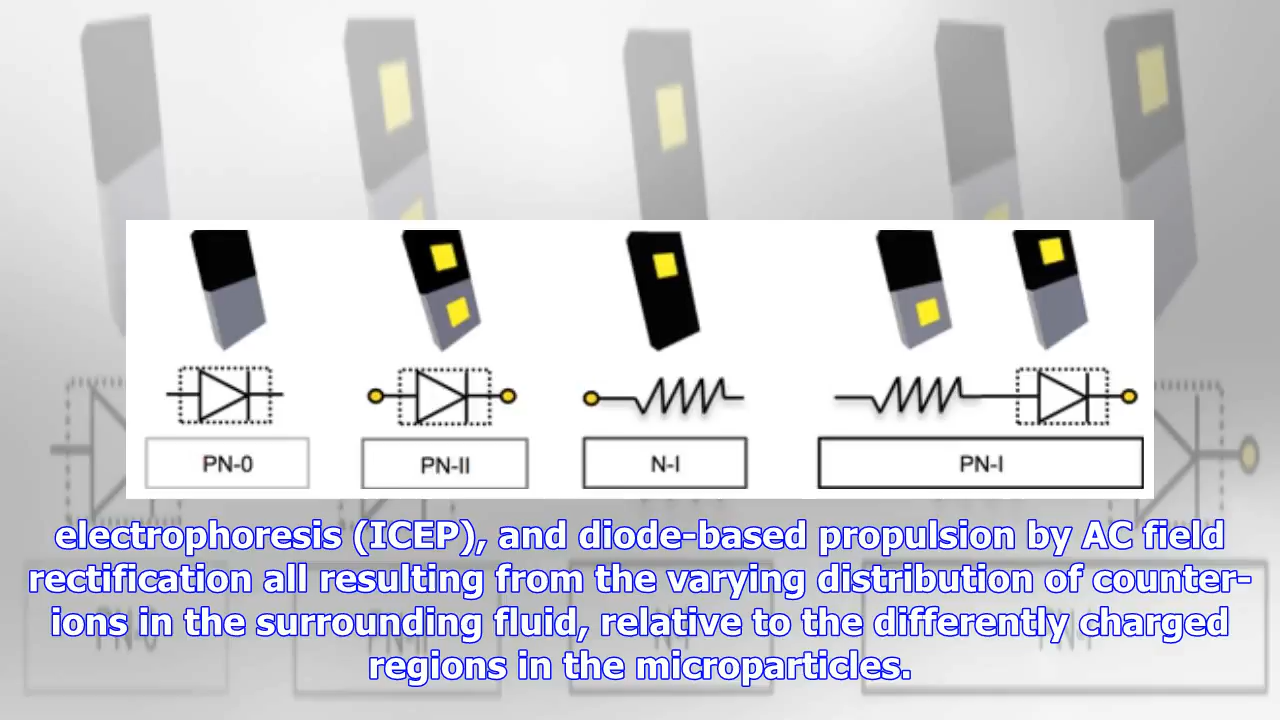 PN-0 PN-II N-I PN-I
electrophoresis (ICEP), and diode-based propulsion by AC field
rectification all resulting from the varying distribution of counter-
ions in the surrounding fluid, relative to the differently charged
regions in the microparticles.